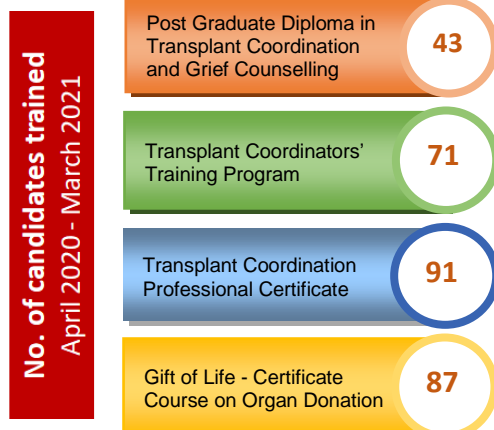 No. of candidates trained
April 2020 - March 2021
Post Graduate Diploma in
Transplant Coordination
and Grief Counselling
43
Transplant Coordinators'
Training Program
71
Transplant Coordination
Professional Certificate
91
Gift of Life - Certificate
Course on Organ Donation
87